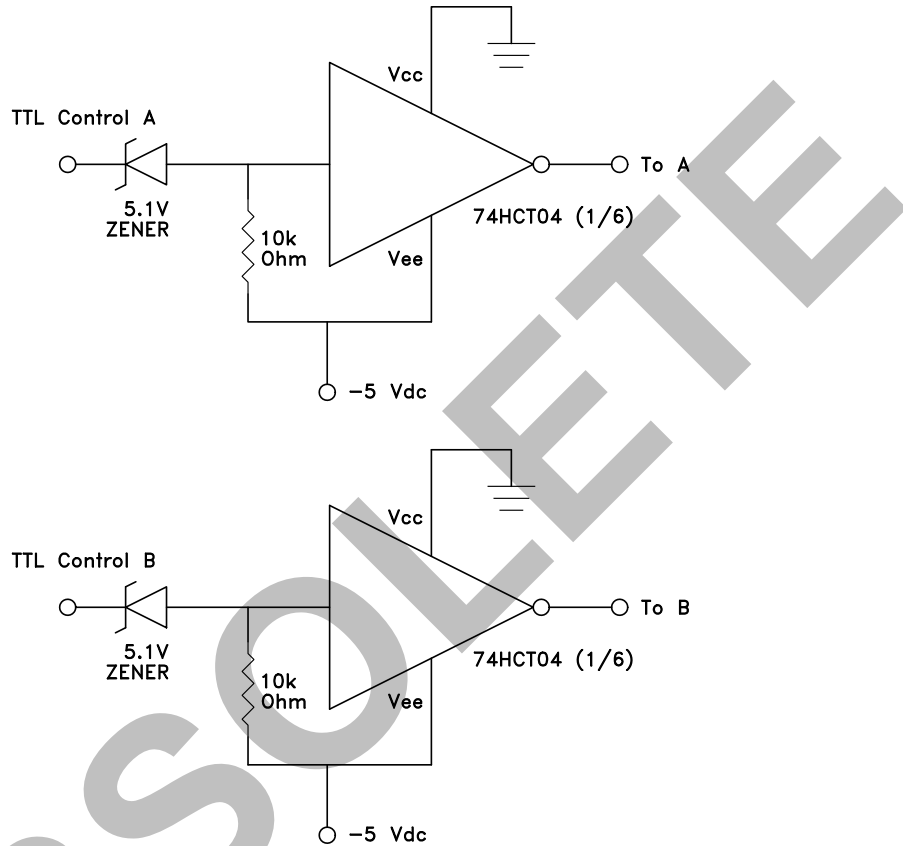 Vcc
TTL Control A
To A
5.1V
ZENER
74HCT04 (1/6)
10k
Ohm
Vee
-5 Vdc
Vcc
TTL Control B
To B
5.1V
ZENER
74HCT04 (1/6)
10k
Ohm
Vee
-5 Vdc
SOLETE